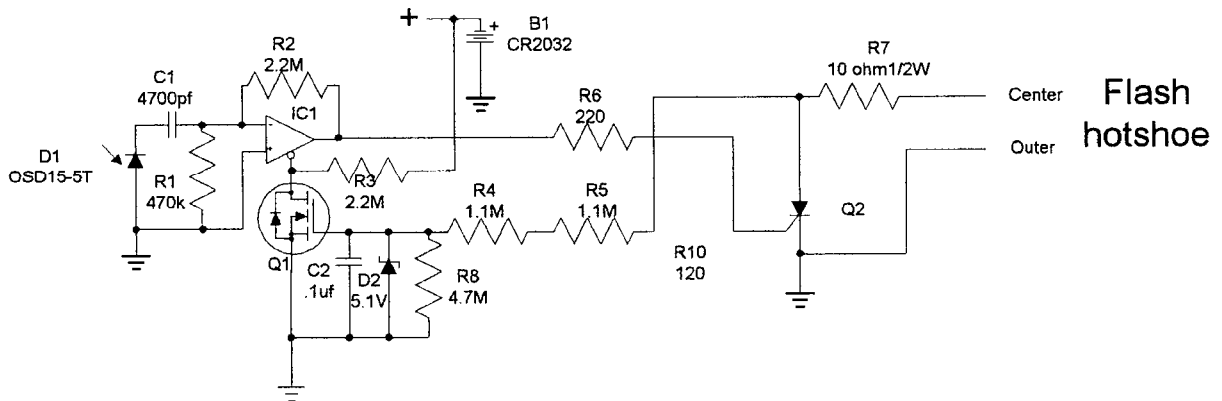 +
+
B1
CR2032
R2
2.2M
C1
4700pf
IC1
-
+
D1
OSD15-5T
R1
470k
R3
2.2M
Q1
C2
.1uf
D2
5.1V
R8
4.7M
R4
1.1M
R5
1.1M
R6
220
R10
120
R7
10 ohm1/2W
Q2
Center
Outer
Flash
hotshoe